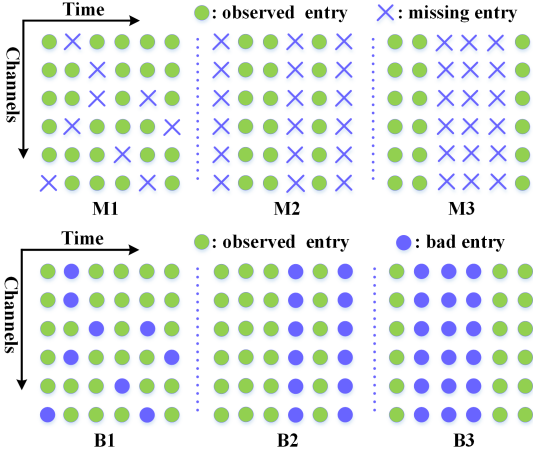 Time
: observed entry
: missing entry
Channels
M1
M2
M3
Time
: observed entry
: bad entry
Channels
B1
B2
B3